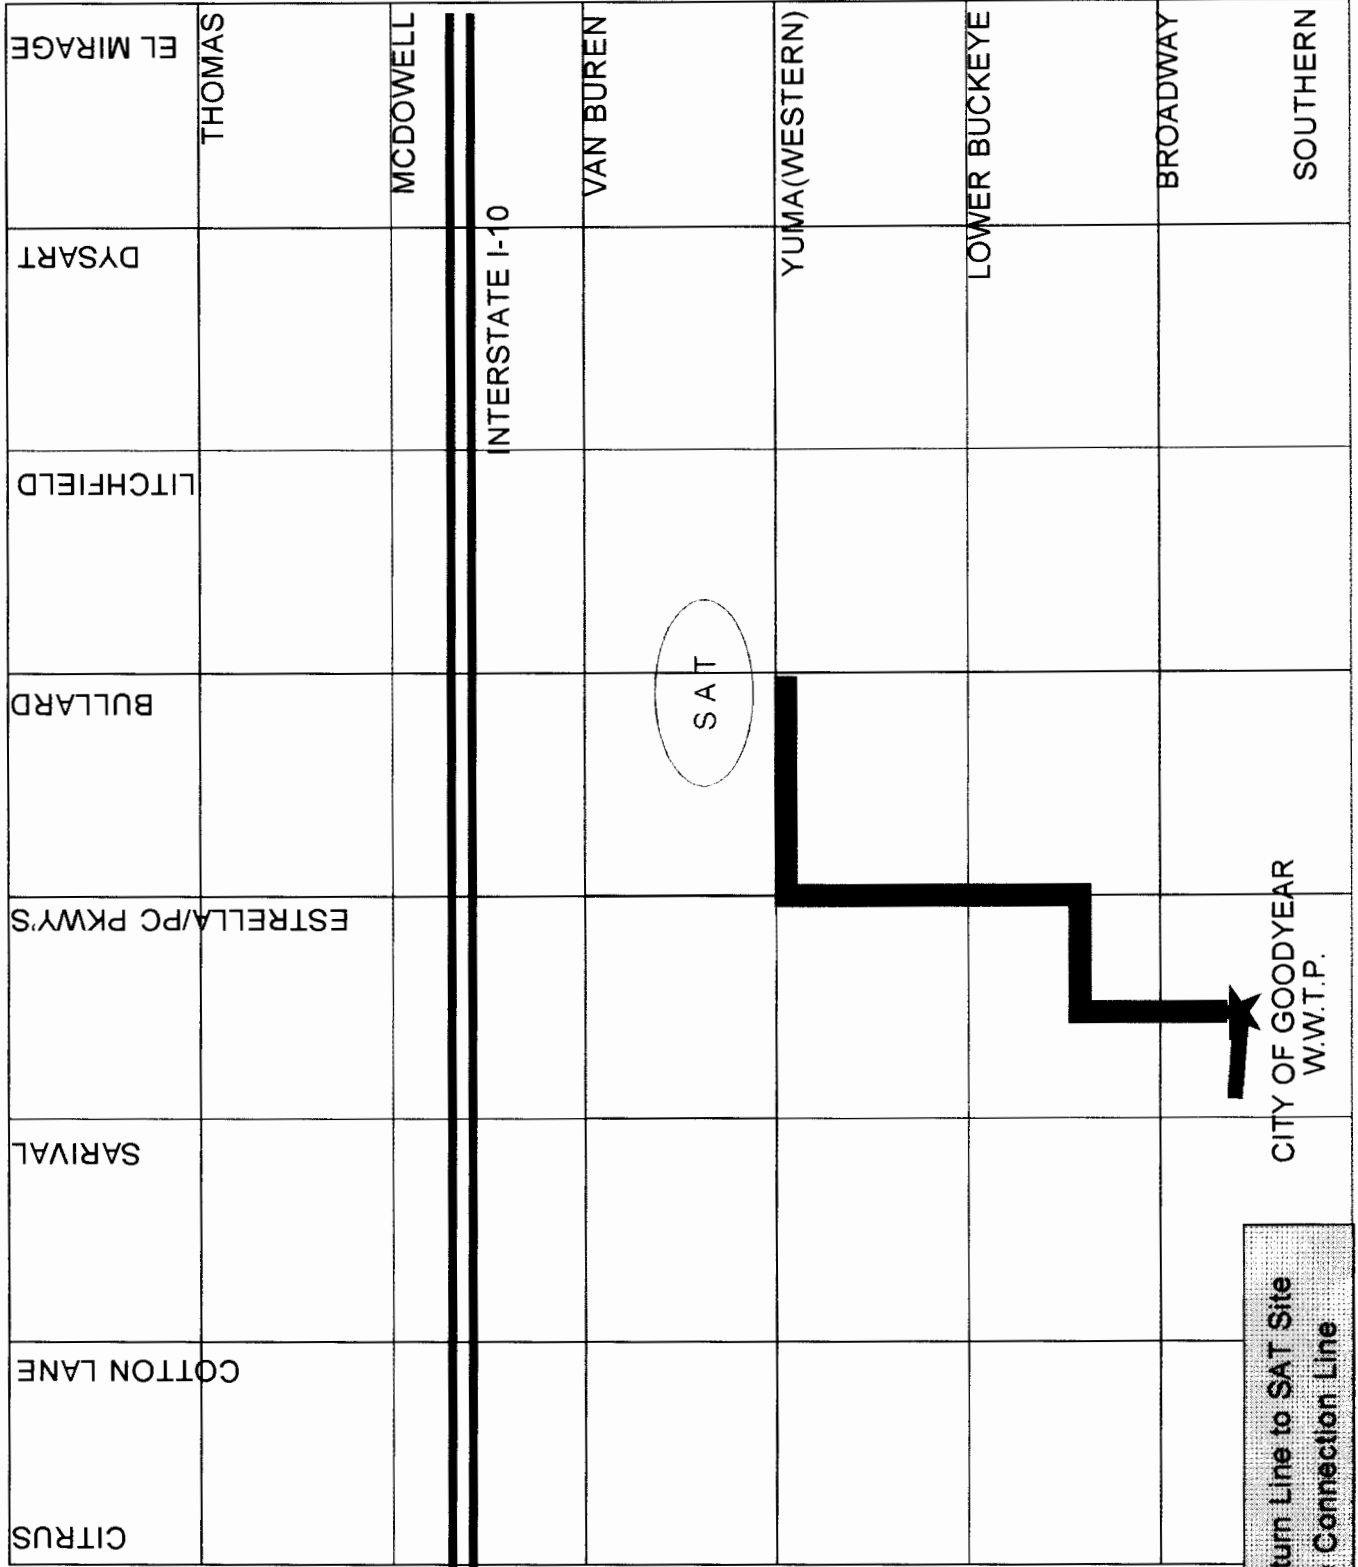 EL MIRAGE
DYSART
LITCHFIELD
BULLARD
ESTRELLA/PC PKWY'S
SARIVAL
COTTON LANE
CITRUS
THOMAS
MCDOWELL
INTERSTATE I-10
VAN BUREN
YUMA(WESTERN)
LOWER BUCKEYE
BROADWAY
SOUTHERN
S A T
CITY OF GOODYEAR
W.W.T.P.
turn Line to SAT Site
Connection Line